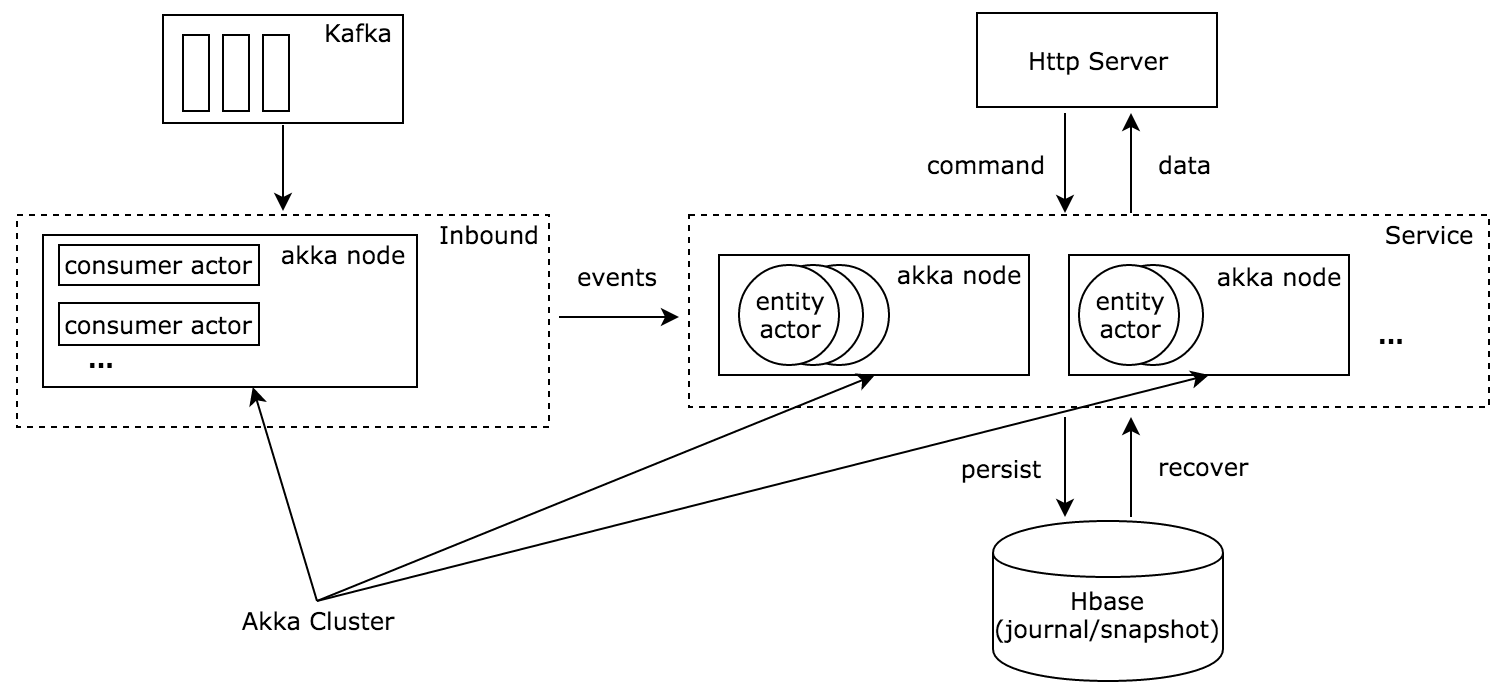 Kafka
Http Server
command
data
Inbound
akka node
consumer actor
consumer actor
...
events
Service
akka node
entity
actor
akka node
entity
actor
...
persist
recover
Akka Cluster
Hbase
(journal/snapshot)